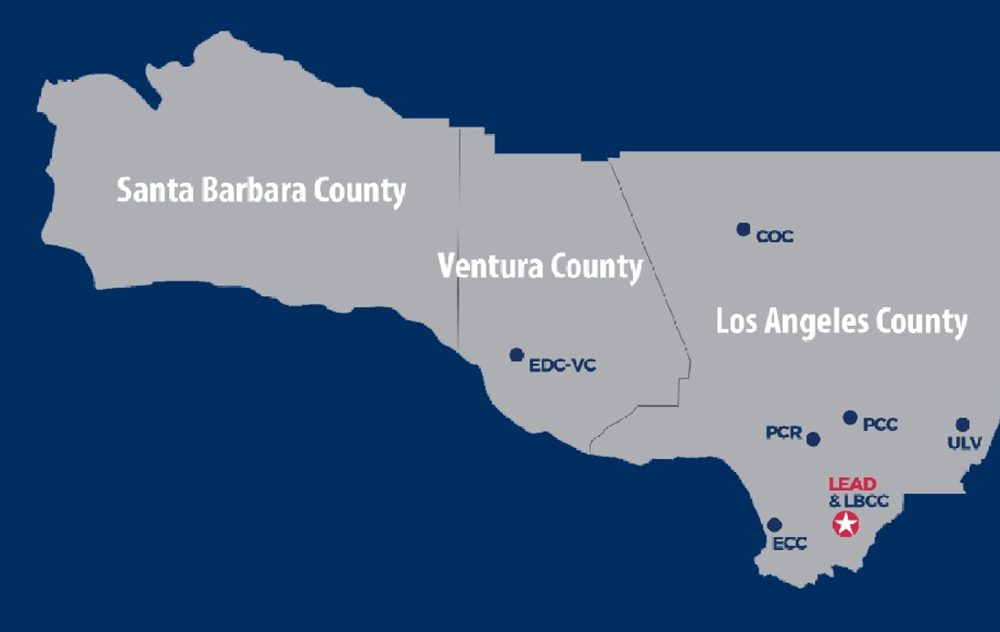 Santa Barbara County
Ventura County
COC
Los Angeles County
EDC-VC
PCR
PCC
ULV
LEAD
& LBCC
ECC